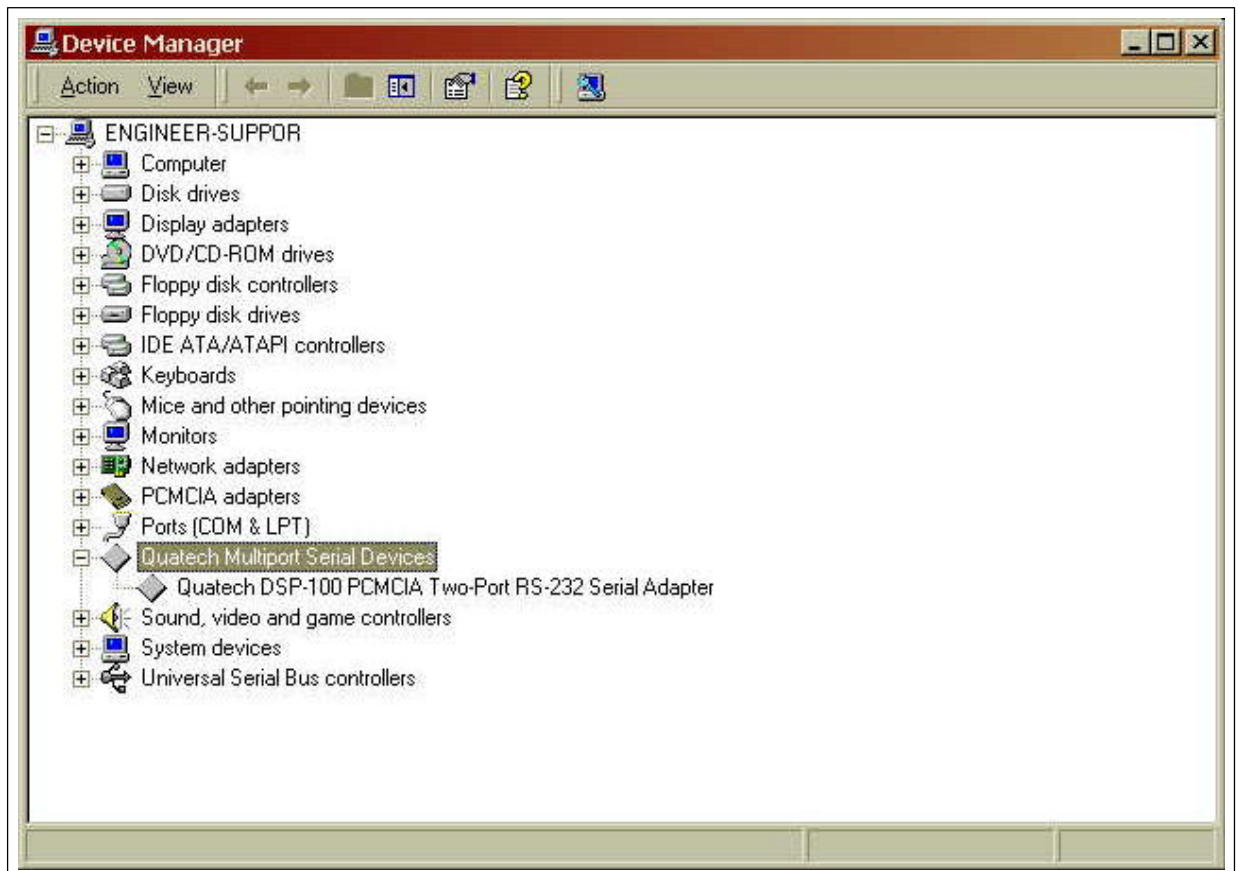 Device Manager
Action View
ENGINEER-SUPPOR
Computer
Disk drives
Display adapters
DVD/CD-ROM drives
Floppy disk controllers
Floppy disk drives
IDE ATA/ATAPI controllers
Keyboards
Mice and other pointing devices
Monitors
Network adapters
PCMCIA adapters
Ports (COM & LPT)
Quatech Multiport Serial Devices
Quatech DSP-100 PCMCIA Two-Port RS-232 Serial Adapter
Sound, video and game controllers
System devices
Universal Serial Bus controllers